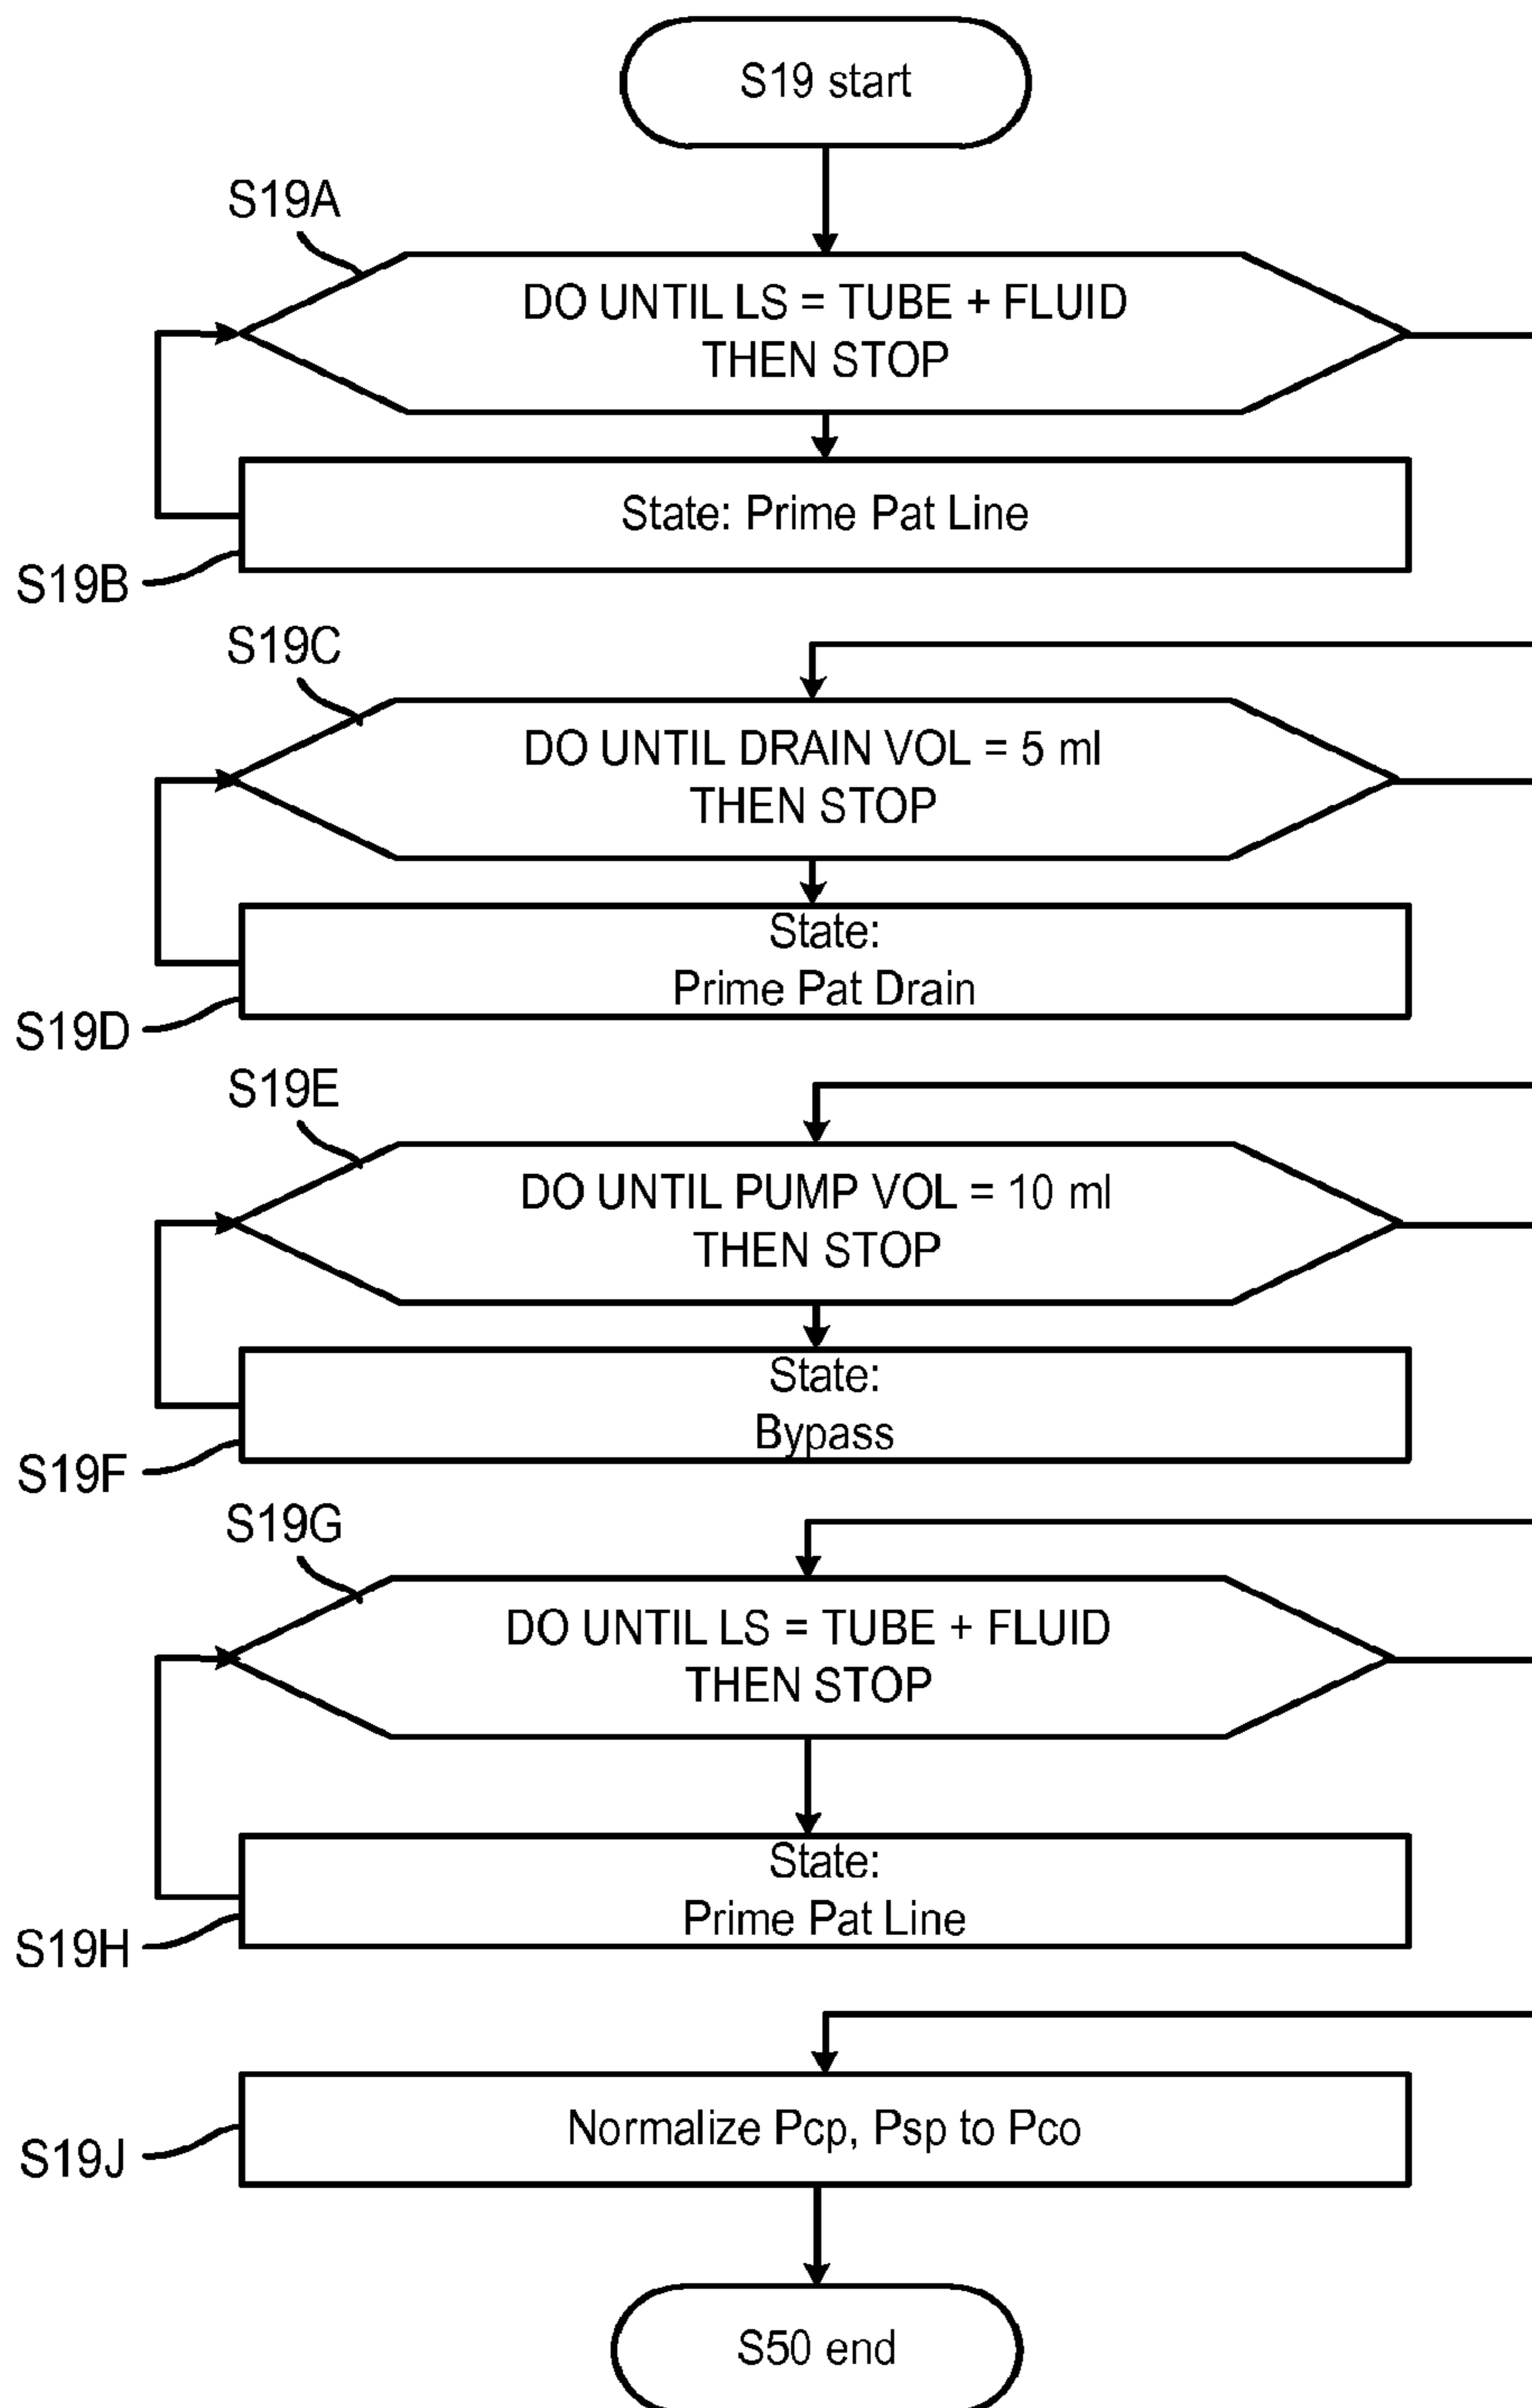 S19 start
S19A
DO UNTIL LS = TUBE + FLUID
THEN STOP
State: Prime Pat Line
S19B
S19C
DO UNTIL DRAIN VOL = 5 ml
THEN STOP
State:
Prime Pat Drain
S19D
S19E
DO UNTIL PUMP VOL = 10 ml
THEN STOP
State:
Bypass
S19F
S19G
DO UNTIL LS = TUBE + FLUID
THEN STOP
State:
Prime Pat Line
S19H
Normalize Pcp, Psp to Pco
S19J
S50 end